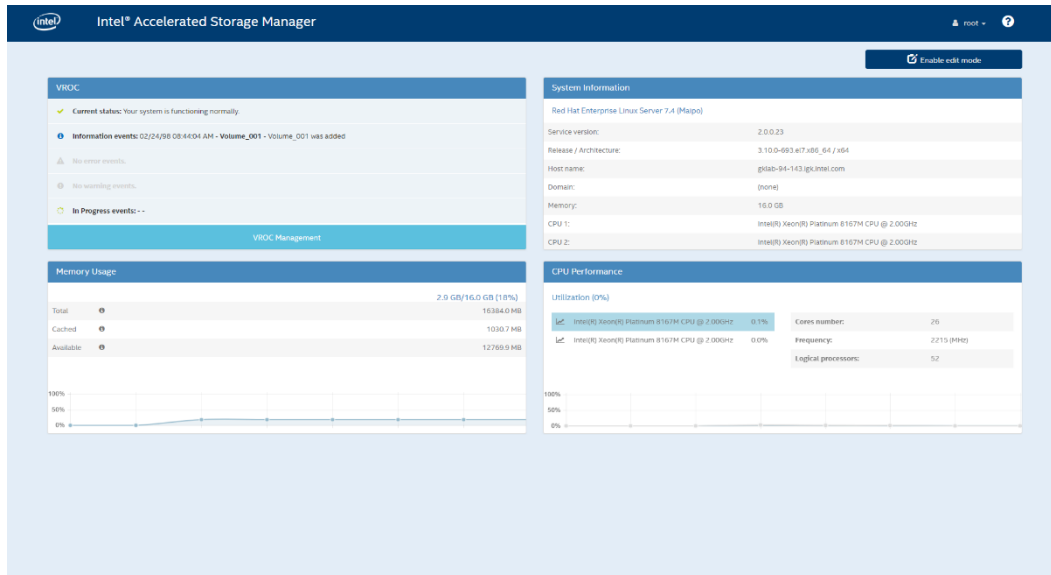 intel Intel® Accelerated Storage Manager root ?
Enable edit mode
VROC
Current status: Your system is functioning normally.
Information events: 02/24/98 08:44:04 AM - Volume_001 - Volume_001 was added
No error events.
No warning events.
In Progress events: - -
VROC Management
System Information
Red Hat Enterprise Linux Server 7.4 (Maipo)
Service version: 2.0.0.23
Release / Architecture: 3.10.0-693.el7.x86_64 / x64
Host name: gklab-94-143.igk.intel.com
Domain: (none)
Memory: 16.0 GB
CPU 1: Intel(R) Xeon(R) Platinum 8167M CPU @ 2.00GHz
CPU 2: Intel(R) Xeon(R) Platinum 8167M CPU @ 2.00GHz
Memory Usage
2.9 GB/16.0 GB (18%)
Total 16384.0 MB
Cached 1030.7 MB
Available 12769.9 MB
100%
50%
0%
CPU Performance
Utilization (0%)
Intel(R) Xeon(R) Platinum 8167M CPU @ 2.00GHz 0.1%
Intel(R) Xeon(R) Platinum 8167M CPU @ 2.00GHz 0.0%
Cores number: 26
Frequency: 2215 (MHz)
Logical processors: 52
100%
50%
0%